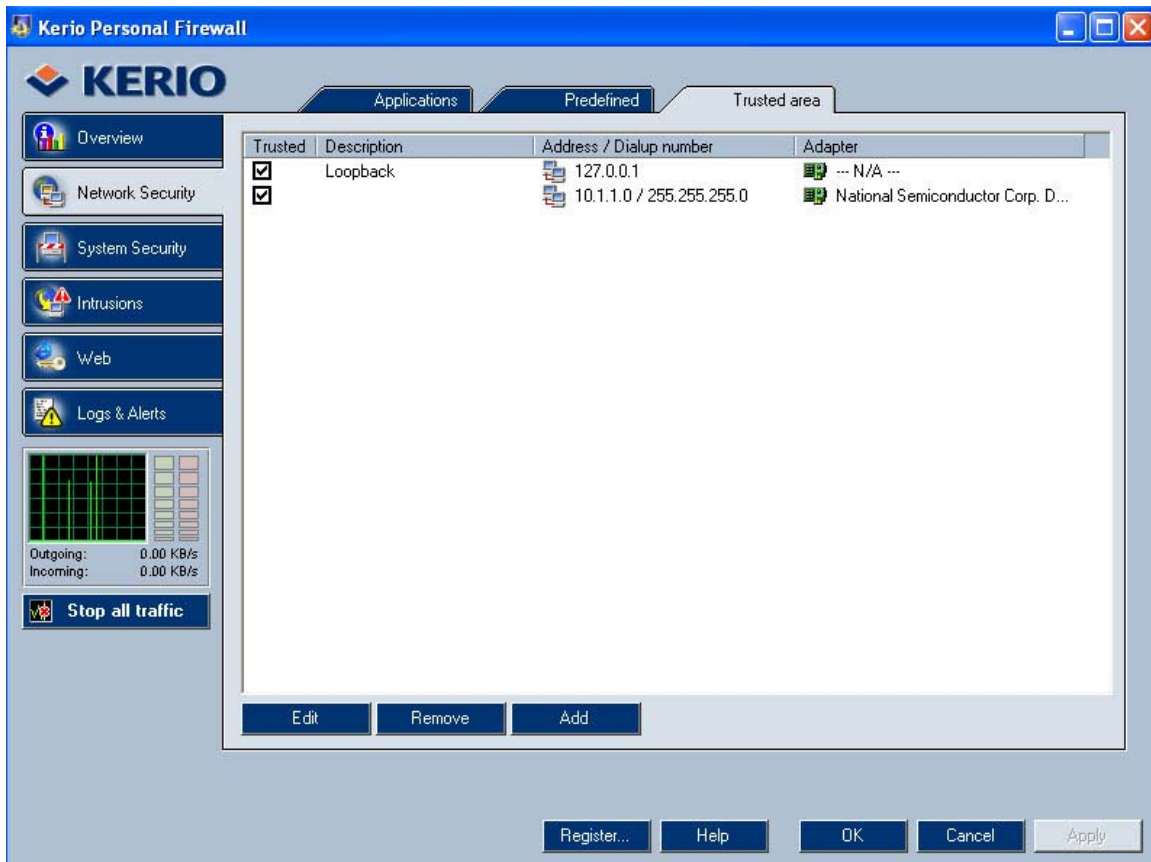 Kerio Personal Firewall
KERIO
Applications Predefined Trusted area
Overview
Network Security
System Security
Intrusions
Web
Logs & Alerts
Trusted Description Address / Dialup number Adapter
Loopback 127.0.0.1 --- N/A ---
10.1.1.0 / 255.255.255.0 National Semiconductor Corp. D...
Outgoing: 0.00 KB/s
Incoming: 0.00 KB/s
Stop all traffic
Edit Remove Add
Register... Help OK Cancel Apply